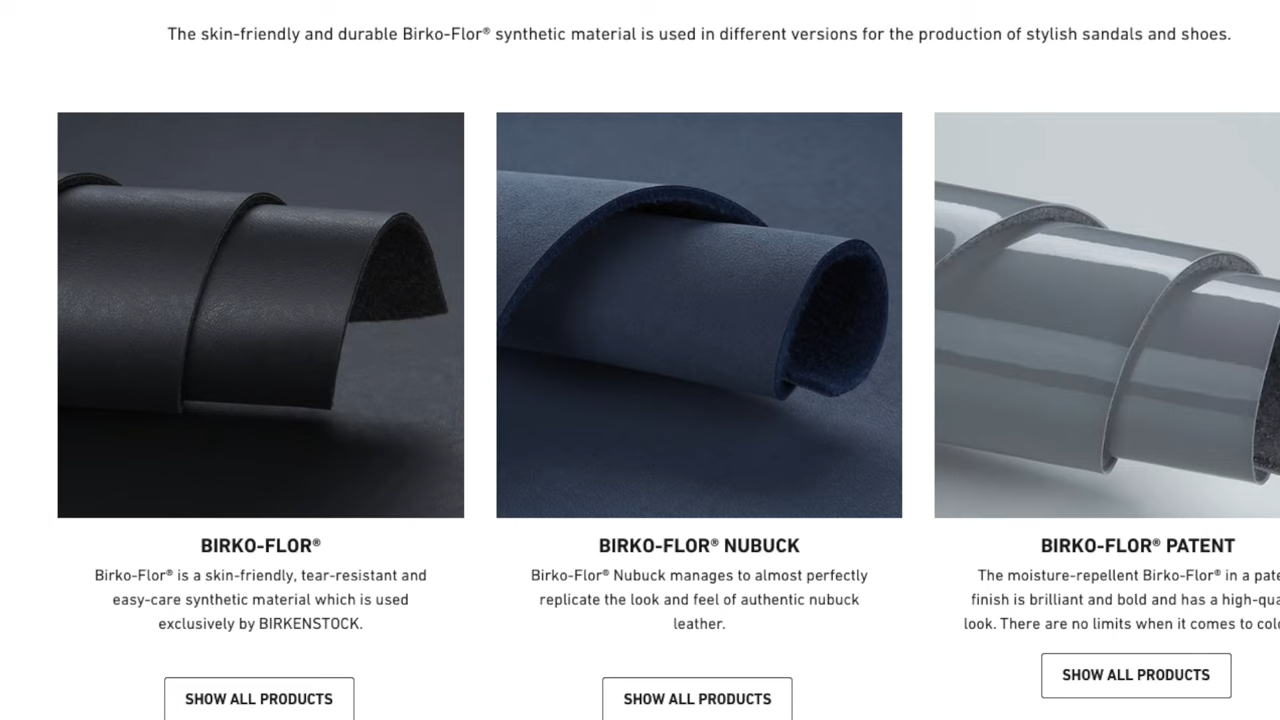 The skin-friendly and durable Birko-Flor® synthetic material is used in different versions for the production of stylish sandals and shoes.
BIRKO-FLOR®
Birko-Flor® is a skin-friendly, tear-resistant and
easy-care synthetic material which is used
exclusively by BIRKENSTOCK.
SHOW ALL PRODUCTS
BIRKO-FLOR® NUBUCK
Birko-Flor® Nubuck manages to almost perfectly
replicate the look and feel of authentic nubuck
leather.
SHOW ALL PRODUCTS
BIRKO-FLOR® PATENT
The moisture-repellent Birko-Flor® in a
finish is brilliant and bold and has a
look. There are no limits when it comes to
SHOW ALL PRODUCTS